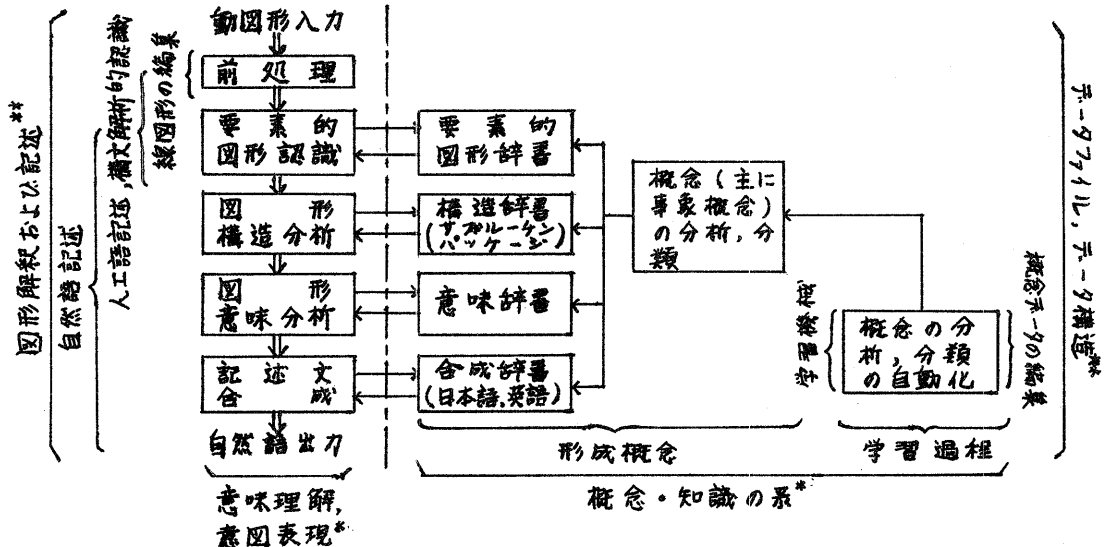 動図形入力
前処理
要素的
図形認識
図形
構造分析
図形
意味分析
記述文
合成
自然語出力
意味理解,
意図表現*
要素的
図形辞書
構造辞書
(サブルーチン
パッケージ)
意味辞書
合成辞書
(日本語,英語)
概念(主に
事象概念)
の分析,分
類
概念の分
析,分類
の自動化
学習機械
概念データの編集
データファイル,データ構造**
形成概念
学習過程
概念・知識の系*
図形解釈および記述**
自然語記述
人工語記述,構文解析的認識
線図形の編集